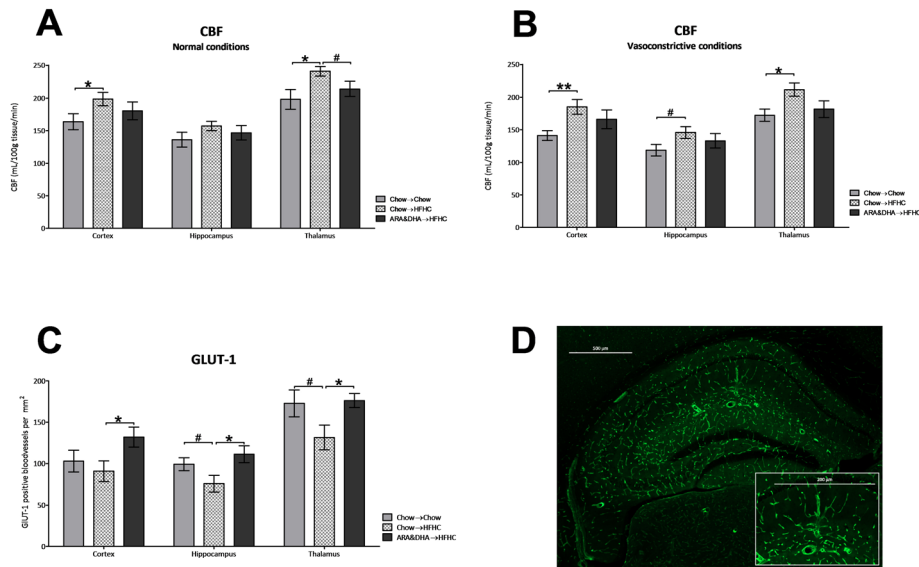 A
CBF
Normal conditions
CBF (mL/100g tissue/min)
250
200
150
100
50
0
*
*
#
Cortex
Hippocampus
Thalamus
Chow→Chow
Chow→HFHC
ARA&DHA→HFHC
B
CBF
Vasoconstrictive conditions
CBF (mL/100g tissue/min)
250
200
150
100
50
0
**
#
*
Cortex
Hippocampus
Thalamus
Chow→Chow
Chow→HFHC
ARA&DHA→HFHC
C
GLUT-1
GLUT-1 positive bloodvessels per mm²
200
150
100
50
0
*
#
*
#
*
Cortex
Hippocampus
Thalamus
Chow→Chow
Chow→HFHC
ARA&DHA→HFHC
D
500 µm
200 µm